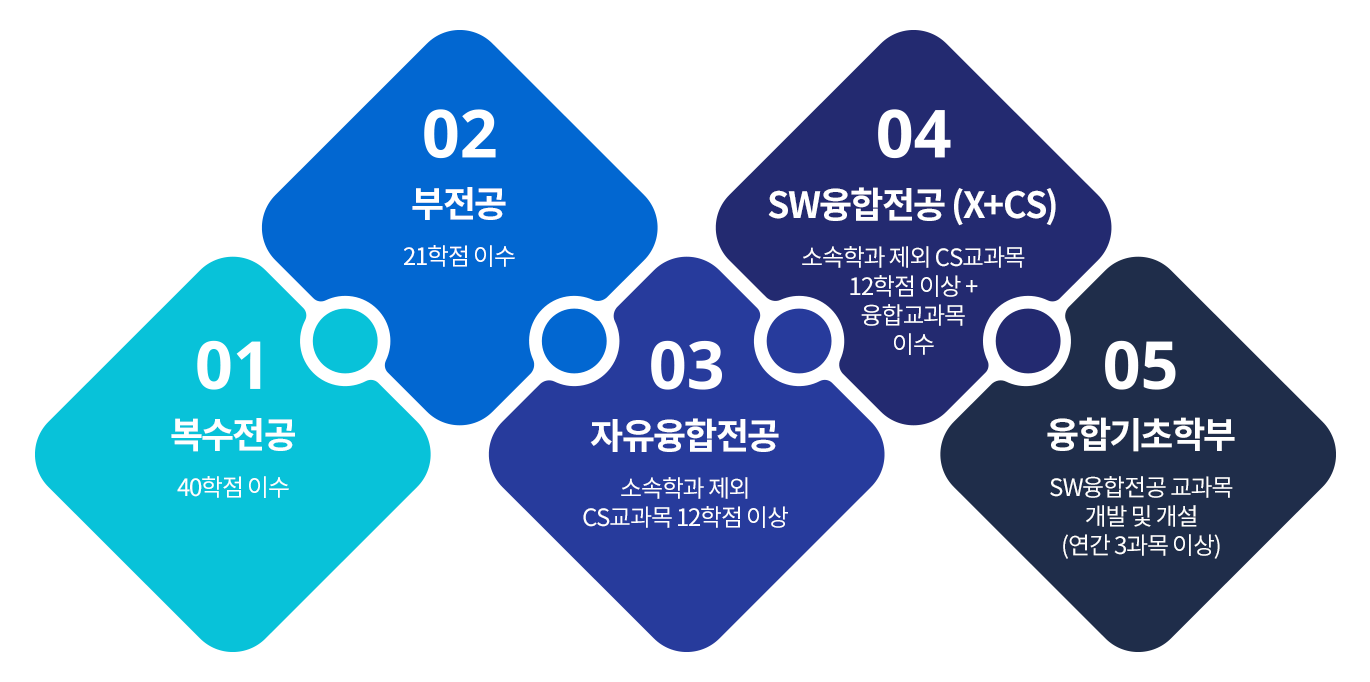 01
복수전공
40학점 이수
02
부전공
21학점 이수
03
자유융합전공
소속학과 제외
CS교과목 12학점 이상
04
SW융합전공 (X+CS)
소속학과 제외 CS교과목
12학점 이상 +
융합교과목
이수
05
융합기초학부
SW융합전공 교과목
개발 및 개설
(연간 3과목 이상)